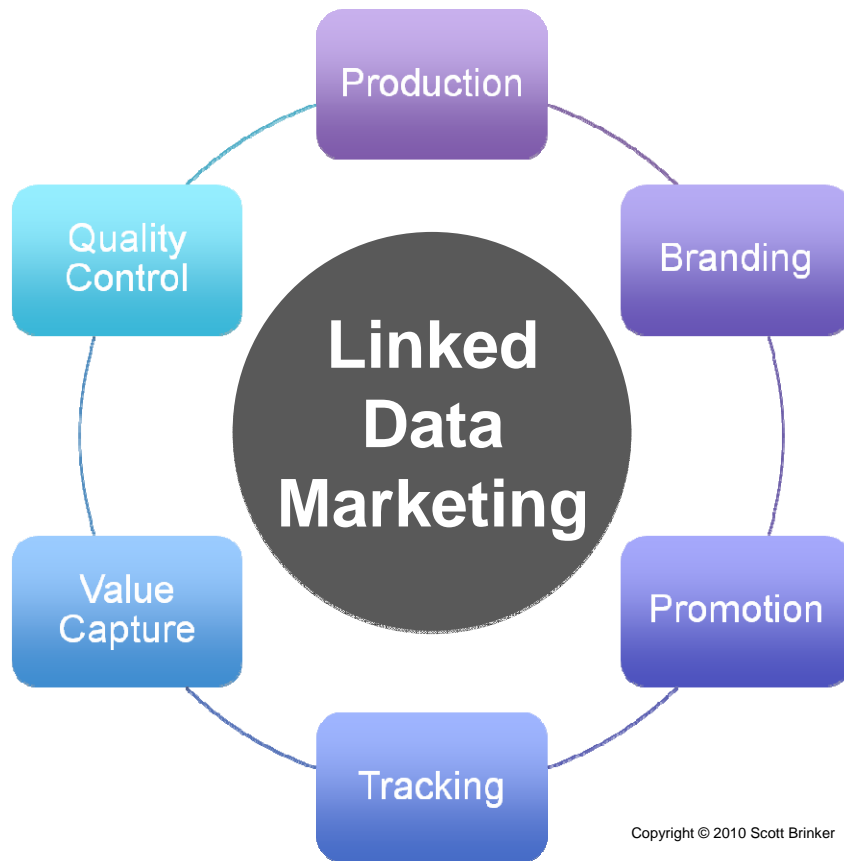 Production
Quality
Control
Branding
Linked
Data
Marketing
Value
Capture
Promotion
Tracking
Copyright © 2010 Scott Brinker